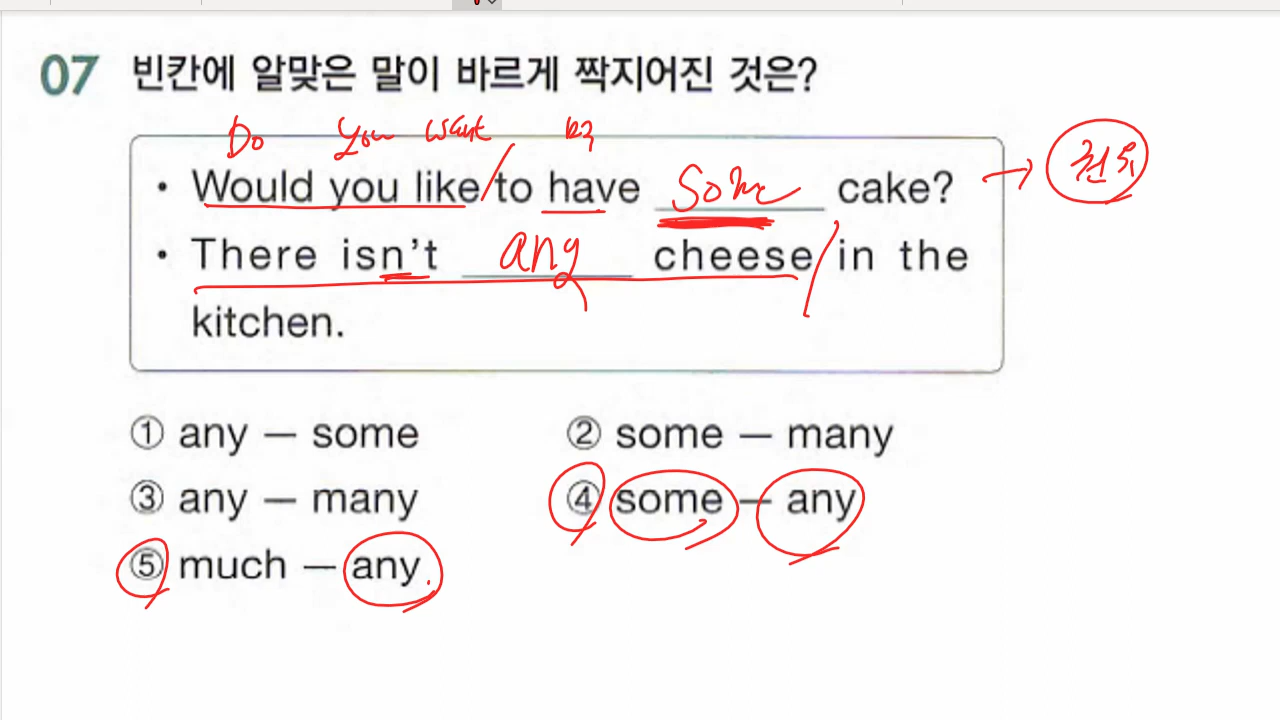 07 빈칸에 알맞은 말이 바르게 짝지어진 것은?
Do you want
• Would you like/to have some cake? → 권유
• There isn't any cheese/in the
kitchen.
① any — some ② some — many
③ any — many ④ some — any
⑤ much — any